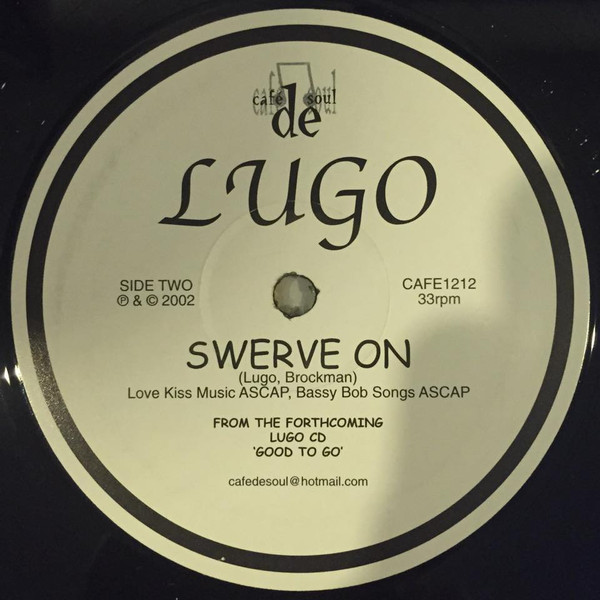 café de soul
LUGO
SIDE TWO
℗ & © 2002
CAFE1212
33rpm
SWERVE ON
(Lugo, Brockman)
Love Kiss Music ASCAP, Bassy Bob Songs ASCAP
FROM THE FORTHCOMING
LUGO CD
'GOOD TO GO'
cafedesoul@hotmail.com